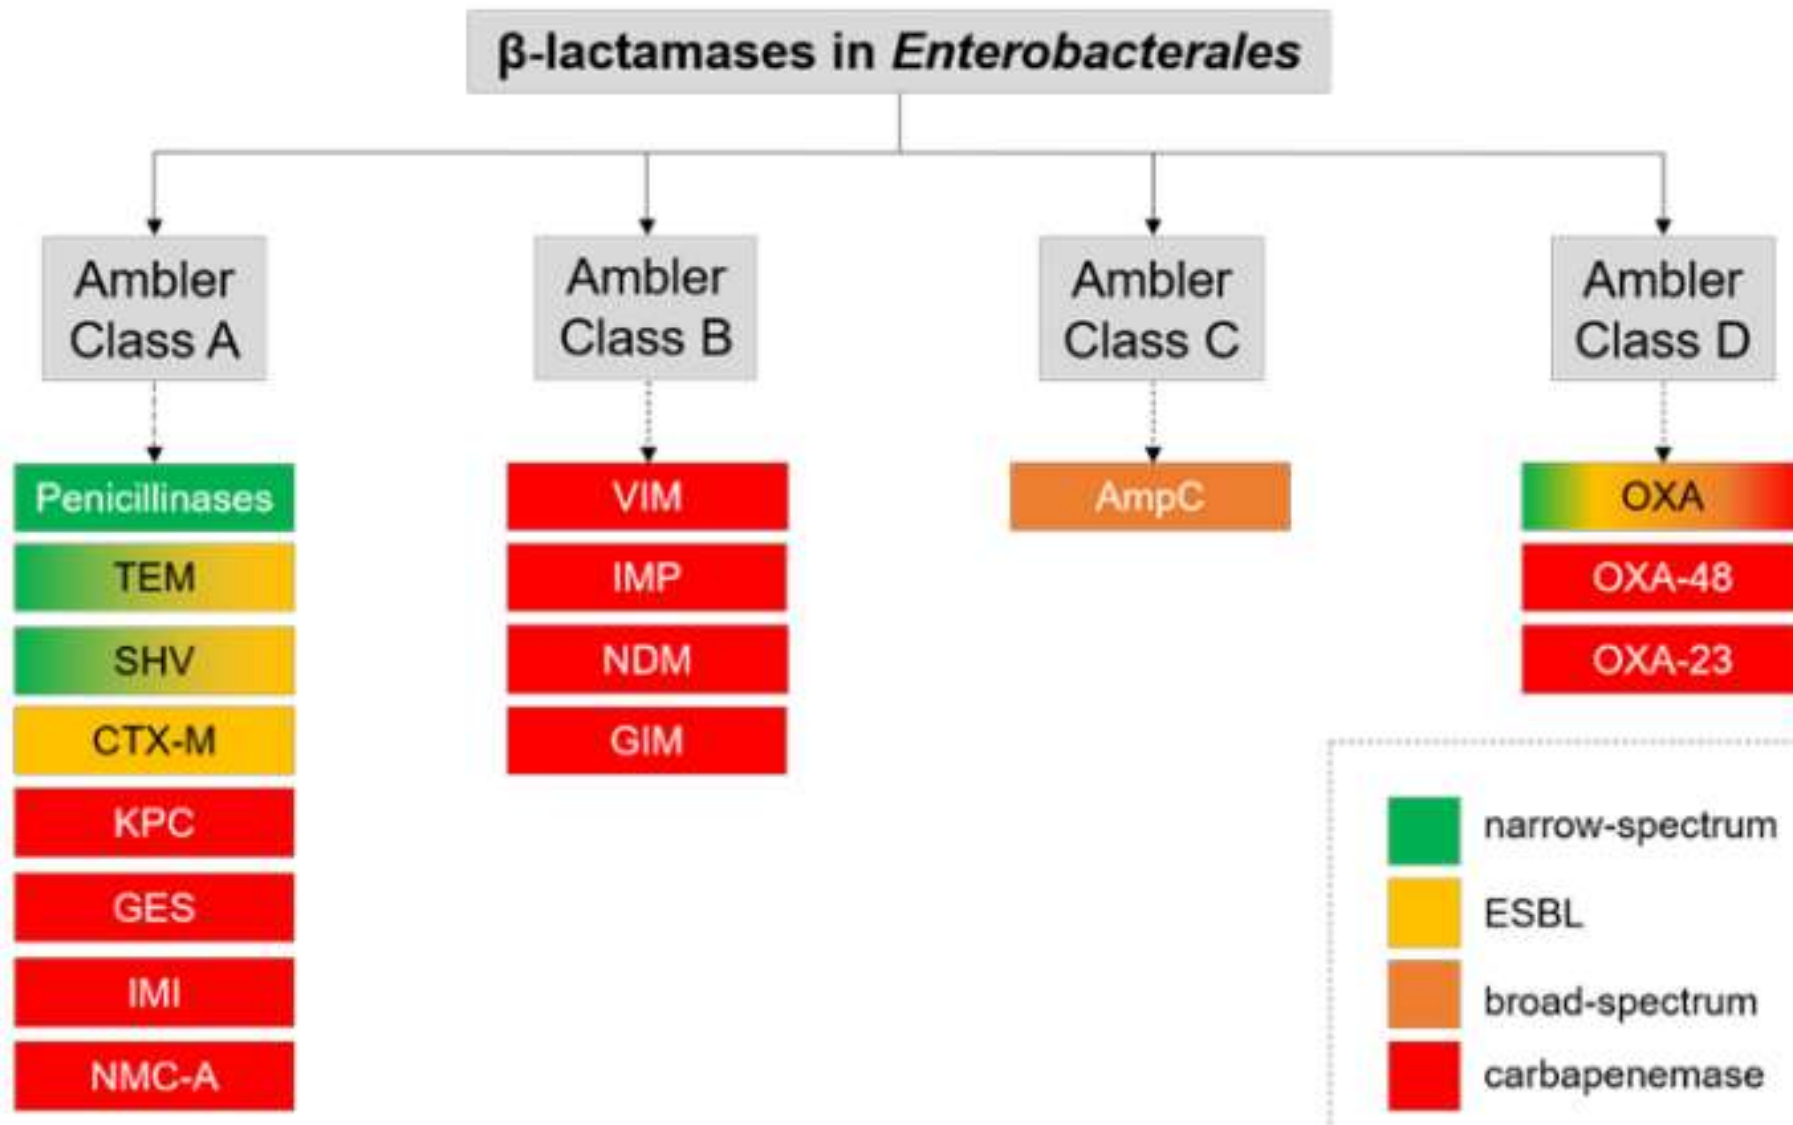 β-lactamases in Enterobacterales
Ambler
Class A
Ambler
Class B
Ambler
Class C
Ambler
Class D
Penicillinases
TEM
SHV
CTX-M
KPC
GES
IMI
NMC-A
VIM
IMP
NDM
GIM
AmpC
OXA
OXA-48
OXA-23
narrow-spectrum
ESBL
broad-spectrum
carbapenemase